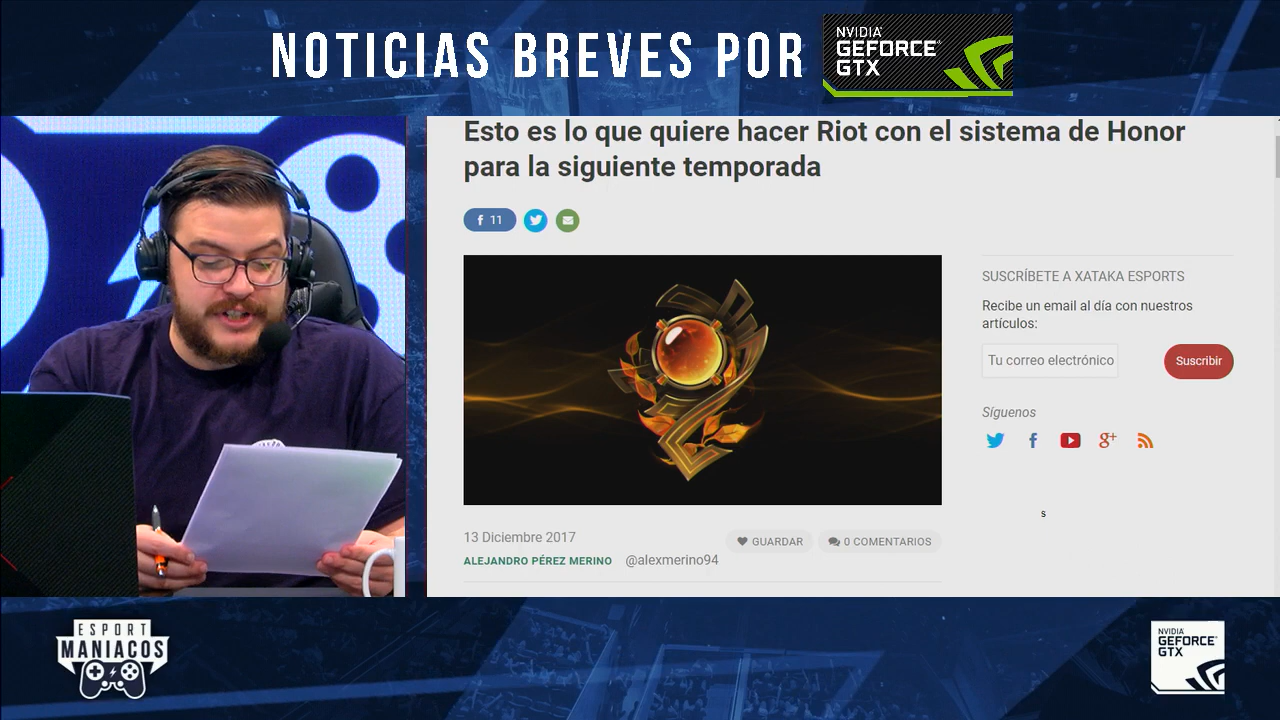 NOTICIAS BREVES POR
NVIDIA
GEFORCE
GTX
Esto es lo que quiere hacer Riot con el sistema de Honor
para la siguiente temporada
11
SUSCRÍBETE A XATAKA ESPORTS
Recibe un email al día con nuestros
artículos:
Tu correo electrónico
Suscribir
Síguenos
s
13 Diciembre 2017
GUARDAR
0 COMENTARIOS
ALEJANDRO PÉREZ MERINO @alexmerino94
ESPORT
MANIACOS
NVIDIA
GEFORCE
GTX